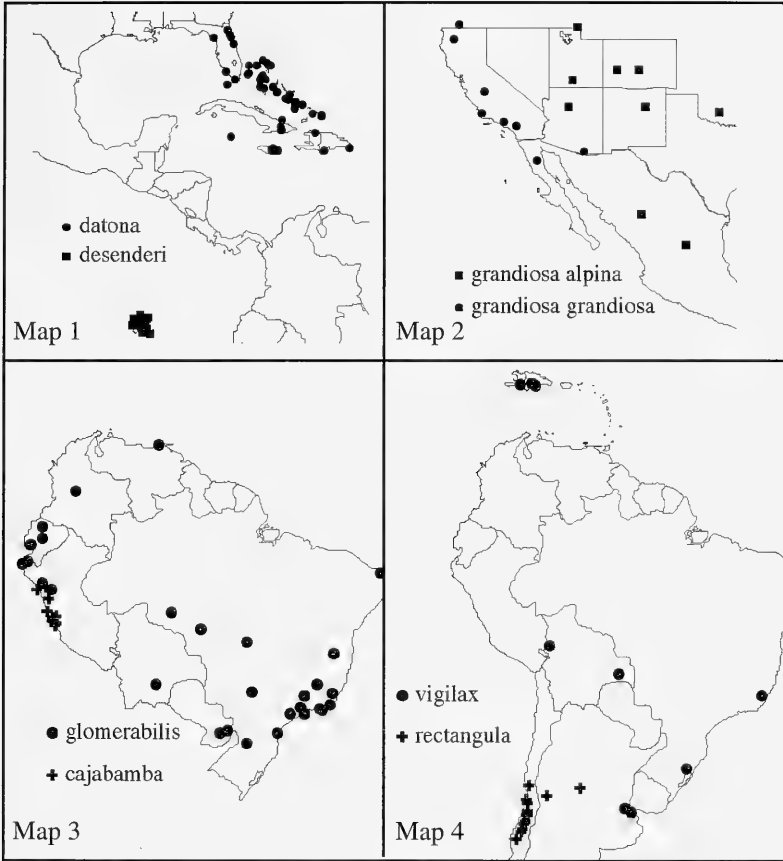 datona
desenderi
Map 1
grandiosa alpina
grandiosa grandiosa
Map 2
glomerabilis
cajabamba
Map 3
vigilax
rectangula
Map 4